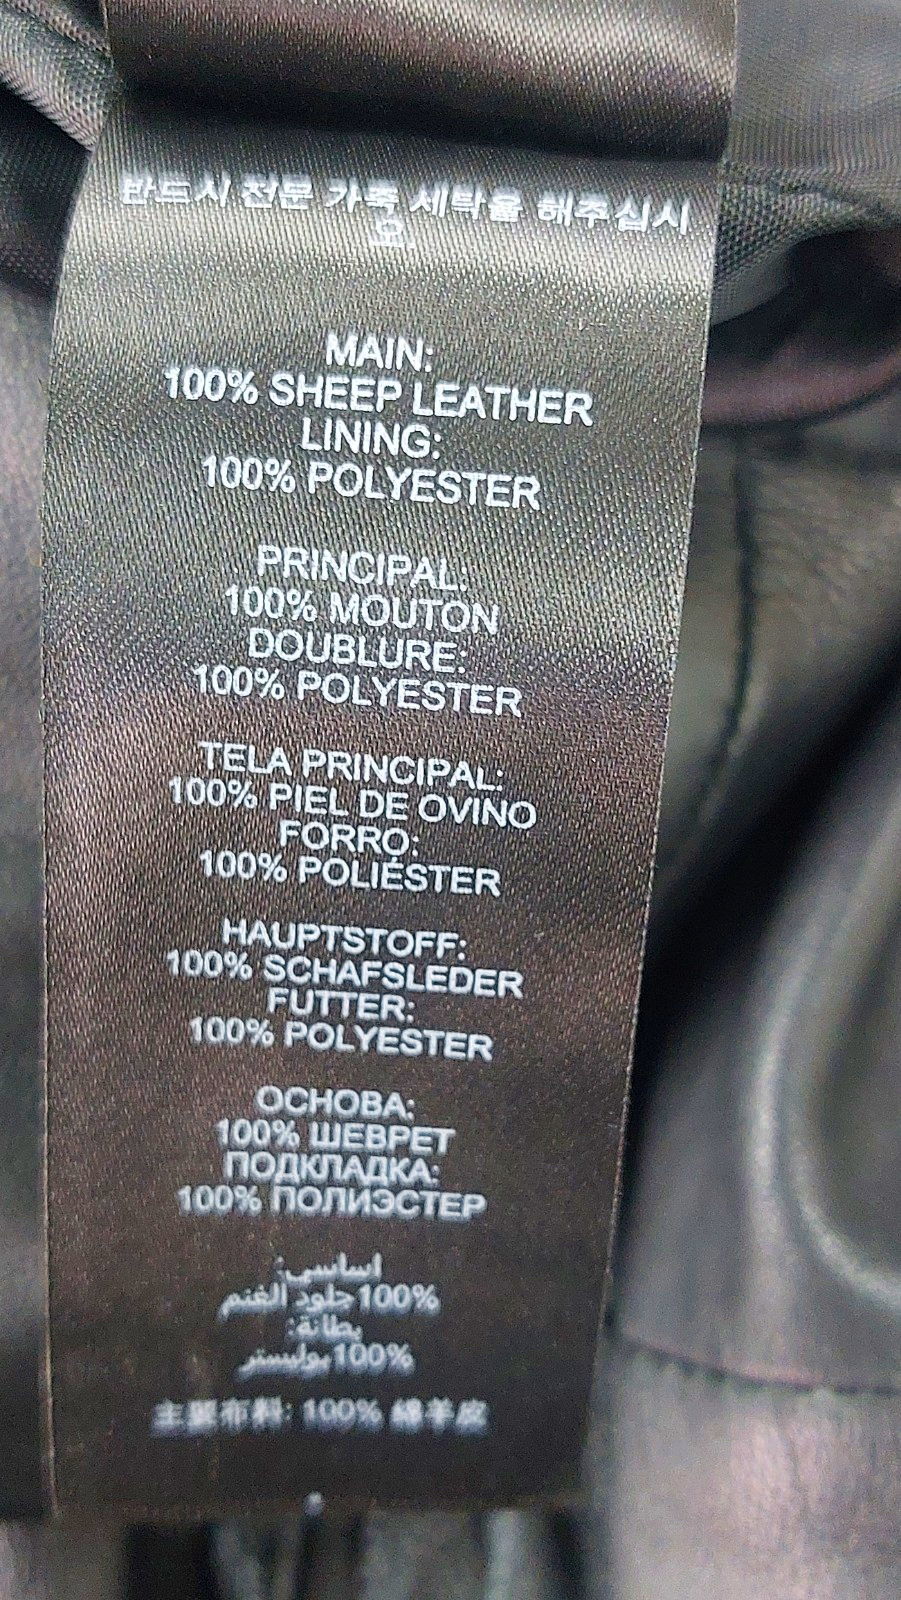 반드시 전문 가죽 세탁을 해주십시
요.
MAIN:
100% SHEEP LEATHER
LINING:
100% POLYESTER
PRINCIPAL:
100% MOUTON
DOUBLURE:
100% POLYESTER
TELA PRINCIPAL:
100% PIEL DE OVINO
FORRO:
100% POLIÉSTER
HAUPTSTOFF:
100% SCHAFSLEDER
FUTTER:
100% POLYESTER
ОСНОВА:
100% ШЕВРЕТ
ПОДКЛАДКА:
100% ПОЛИЭСТЕР
اساسي:
100% جلود الغنم
بطانة:
100% بوليستر
主要布料: 100% 綿羊皮